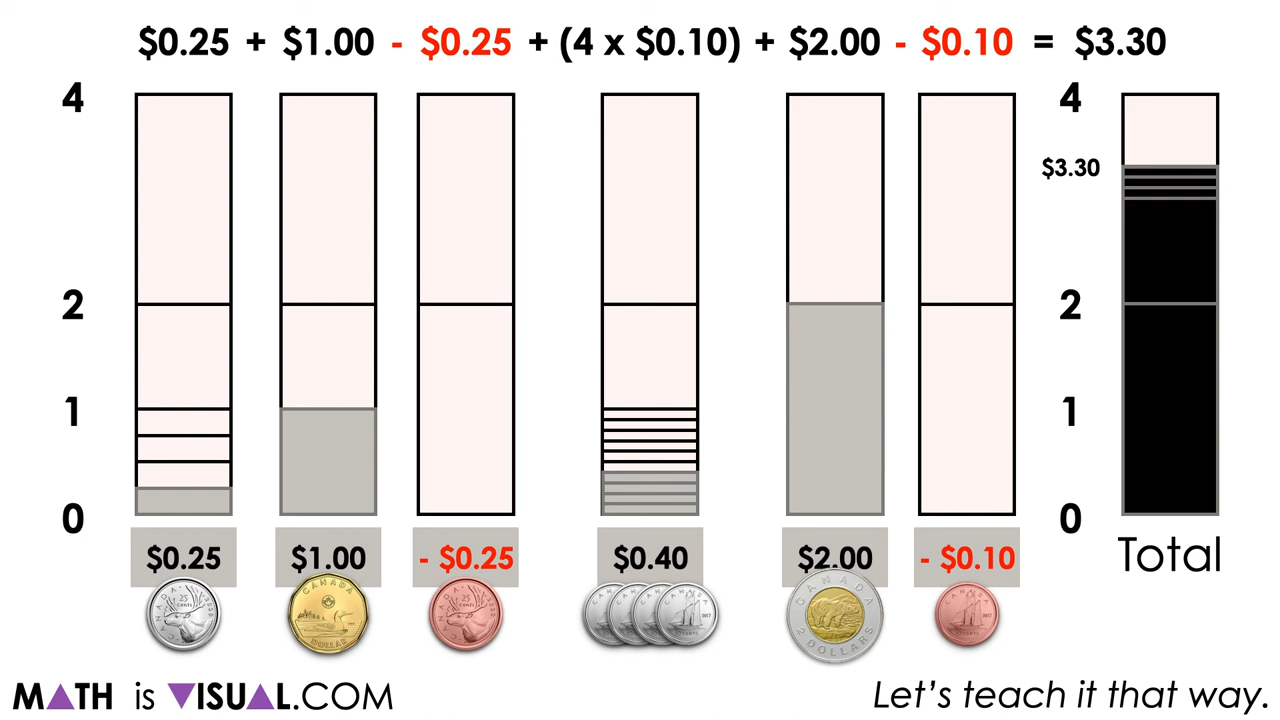 $0.25 + $1.00 - $0.25 + (4 x $0.10) + $2.00 - $0.10 = $3.30
4 4
$3.30
2 2
1 1
0 0
$0.25 $1.00 - $0.25 $0.40 $2.00 - $0.10 Total
MATH is VISUAL.COM
Let's teach it that way.